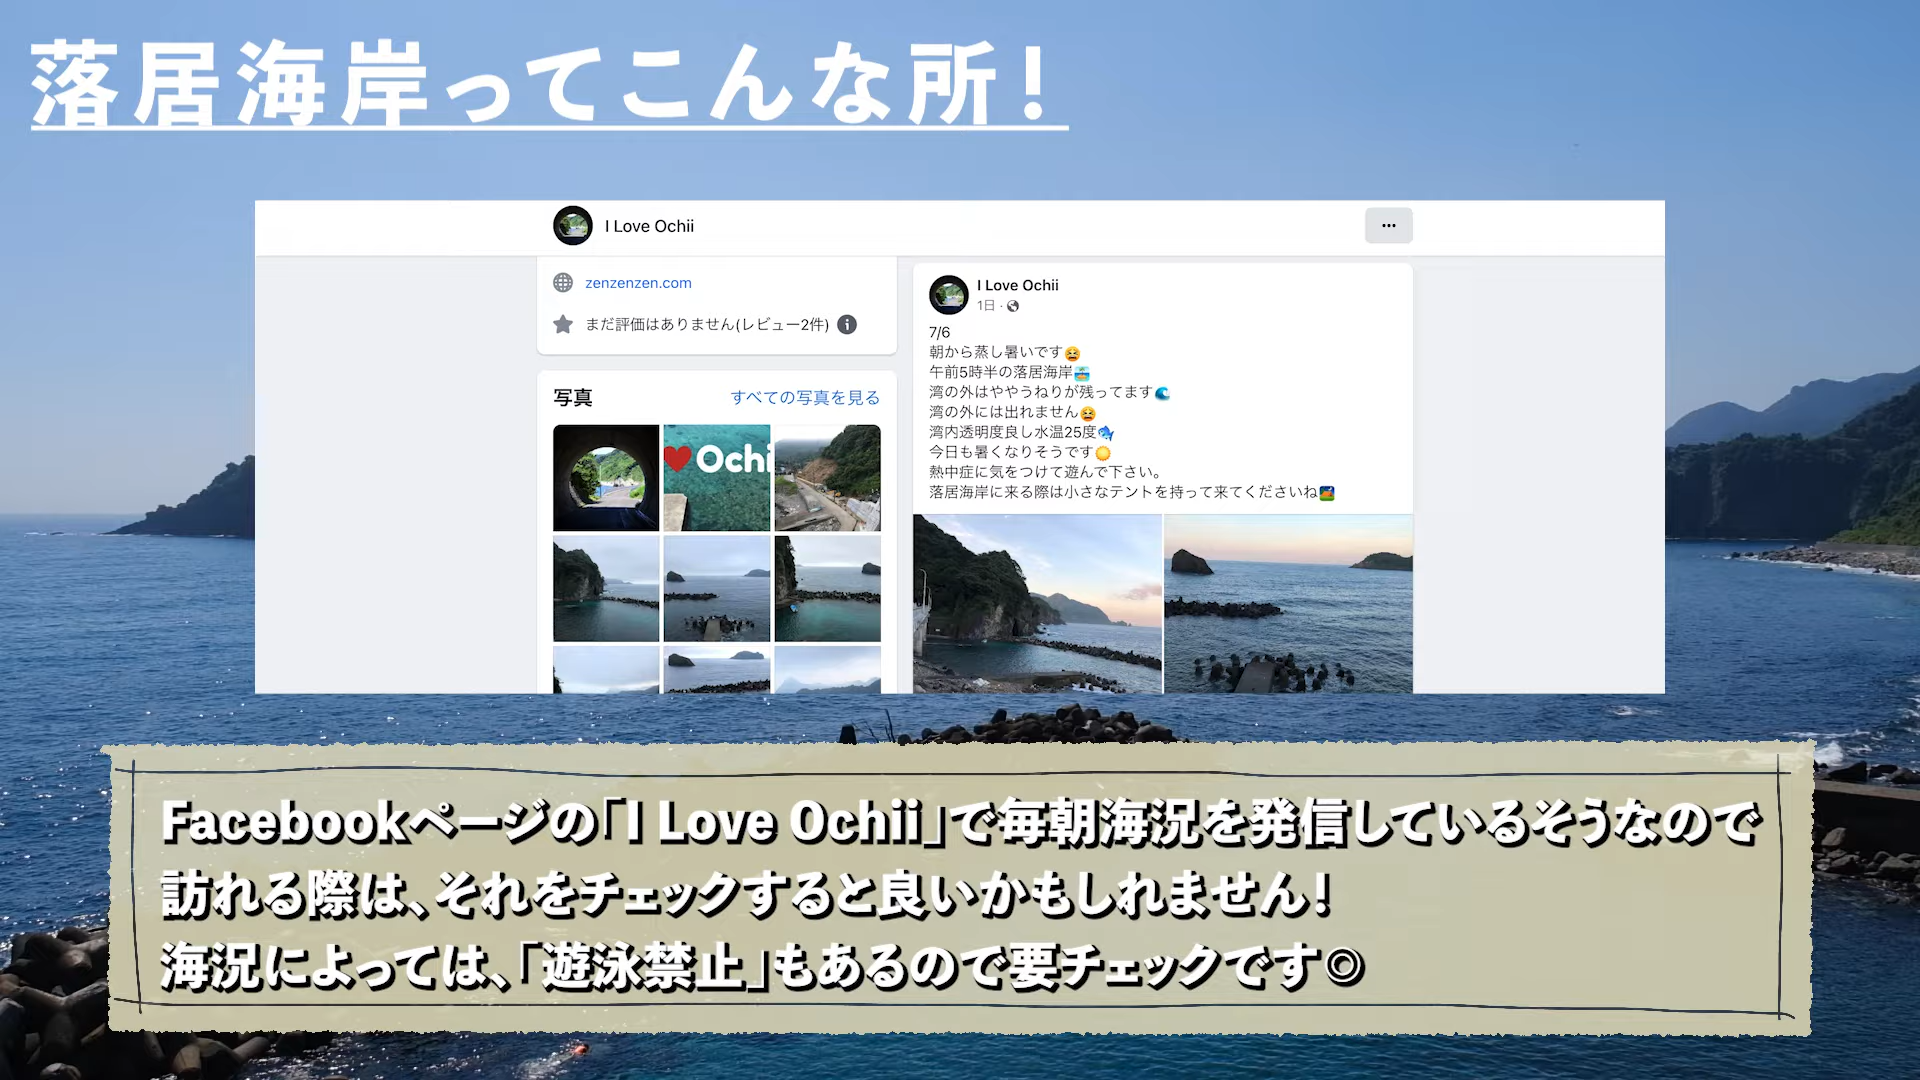 落居海岸ってこんな所!
I Love Ochii
zenzenzen.com
まだ評価はありません(レビュー2件)
写真
すべての写真を見る
Ochi
I Love Ochii
1日
7/6
朝から蒸し暑いです😫
午前5時半の落居海岸🏝️
湾の外はややうねりが残ってます🌊
湾の外には出れません😫
湾内透明度良し水温25度🐟
今日も暑くなりそうです☀️
熱中症に気をつけて遊んで下さい。
落居海岸に来る際は小さなテントを持って来てくださいね🏕️
Facebookページの「I Love Ochii」で毎朝海況を発信しているそうなので
訪れる際は、それをチェックすると良いかもしれません!
海況によっては、「遊泳禁止」もあるので要チェックです◎